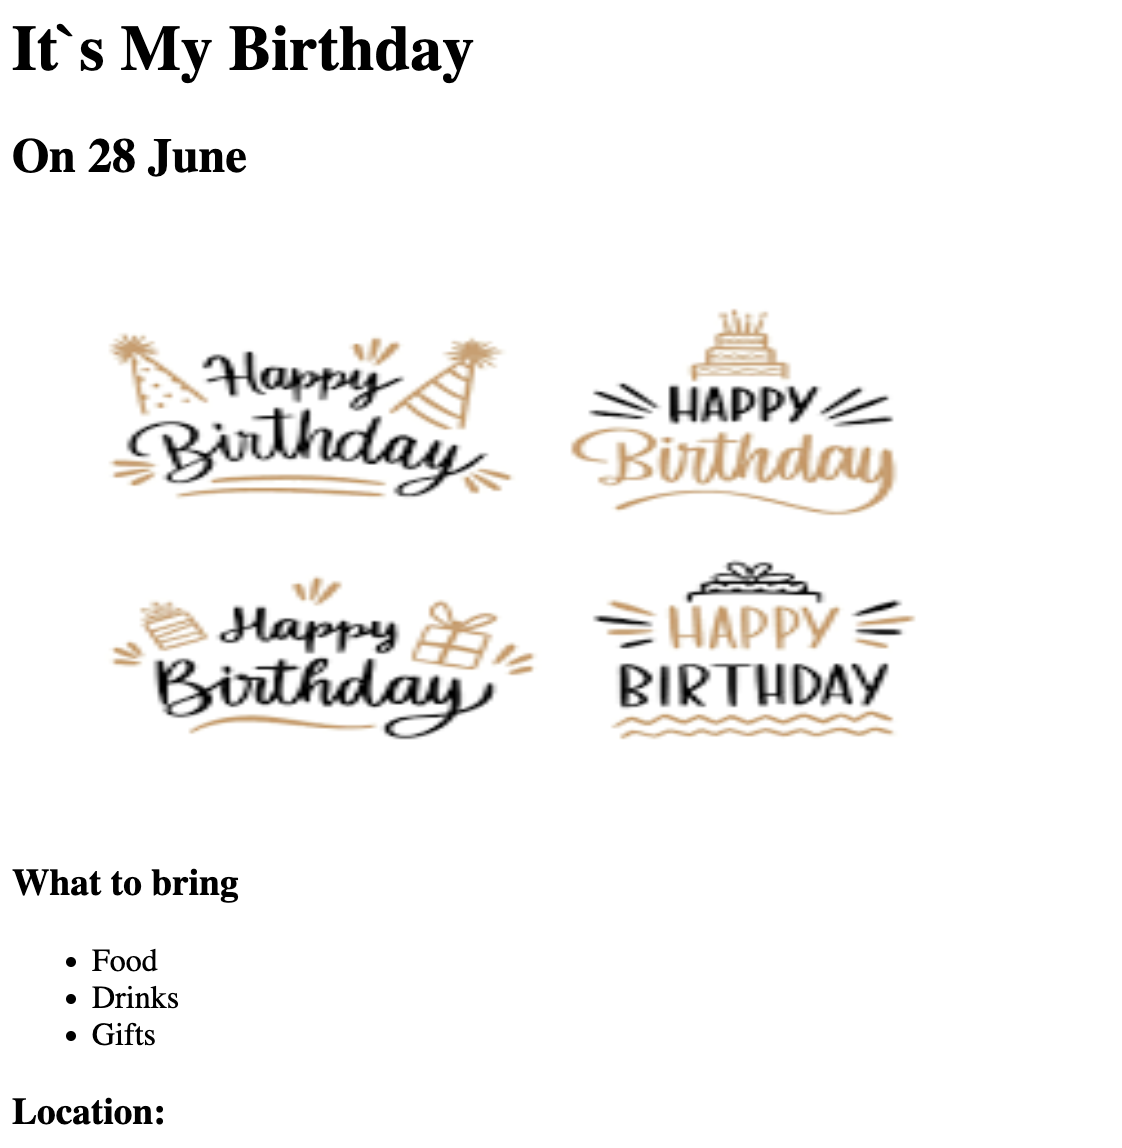 It`s My Birthday
On 28 June
Happy
Birthday
HAPPY
Birthday
Happy
Birthday
HAPPY
BIRTHDAY
What to bring
• Food
• Drinks
• Gifts
Location: